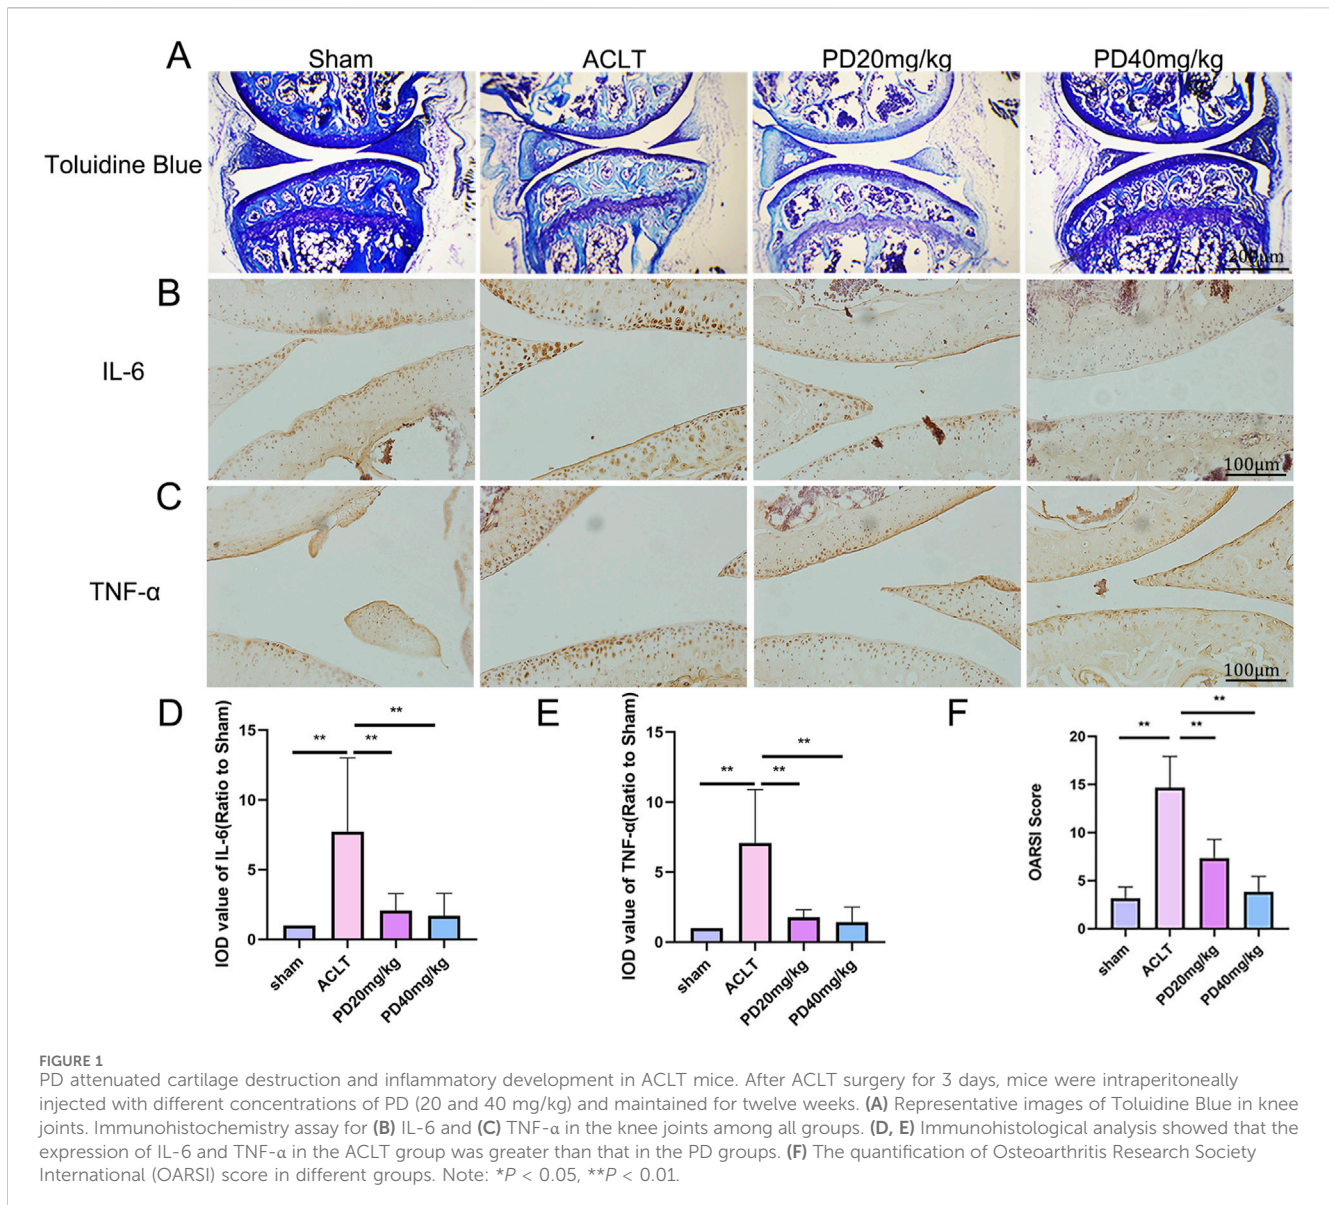 A
Sham
ACLT
PD20mg/kg
PD40mg/kg
Toluidine Blue
200μm
B
IL-6
100μm
C
TNF-α
100μm
D
IOD value of IL-6(Ratio to Sham)
15
10
5
0
**
**
**
sham
ACLT
PD20mg/kg
PD40mg/kg
E
IOD value of TNF-α(Ratio to Sham)
15
10
5
0
**
**
**
sham
ACLT
PD20mg/kg
PD40mg/kg
F
OARSI Score
20
15
10
5
0
**
**
**
sham
ACLT
PD20mg/kg
PD40mg/kg
FIGURE 1
PD attenuated cartilage destruction and inflammatory development in ACLT mice. After ACLT surgery for 3 days, mice were intraperitoneally
injected with different concentrations of PD (20 and 40 mg/kg) and maintained for twelve weeks. (A) Representative images of Toluidine Blue in knee
joints. Immunohistochemistry assay for (B) IL-6 and (C) TNF-α in the knee joints among all groups. (D, E) Immunohistological analysis showed that the
expression of IL-6 and TNF-α in the ACLT group was greater than that in the PD groups. (F) The quantification of Osteoarthritis Research Society
International (OARSI) score in different groups. Note: *P < 0.05, **P < 0.01.